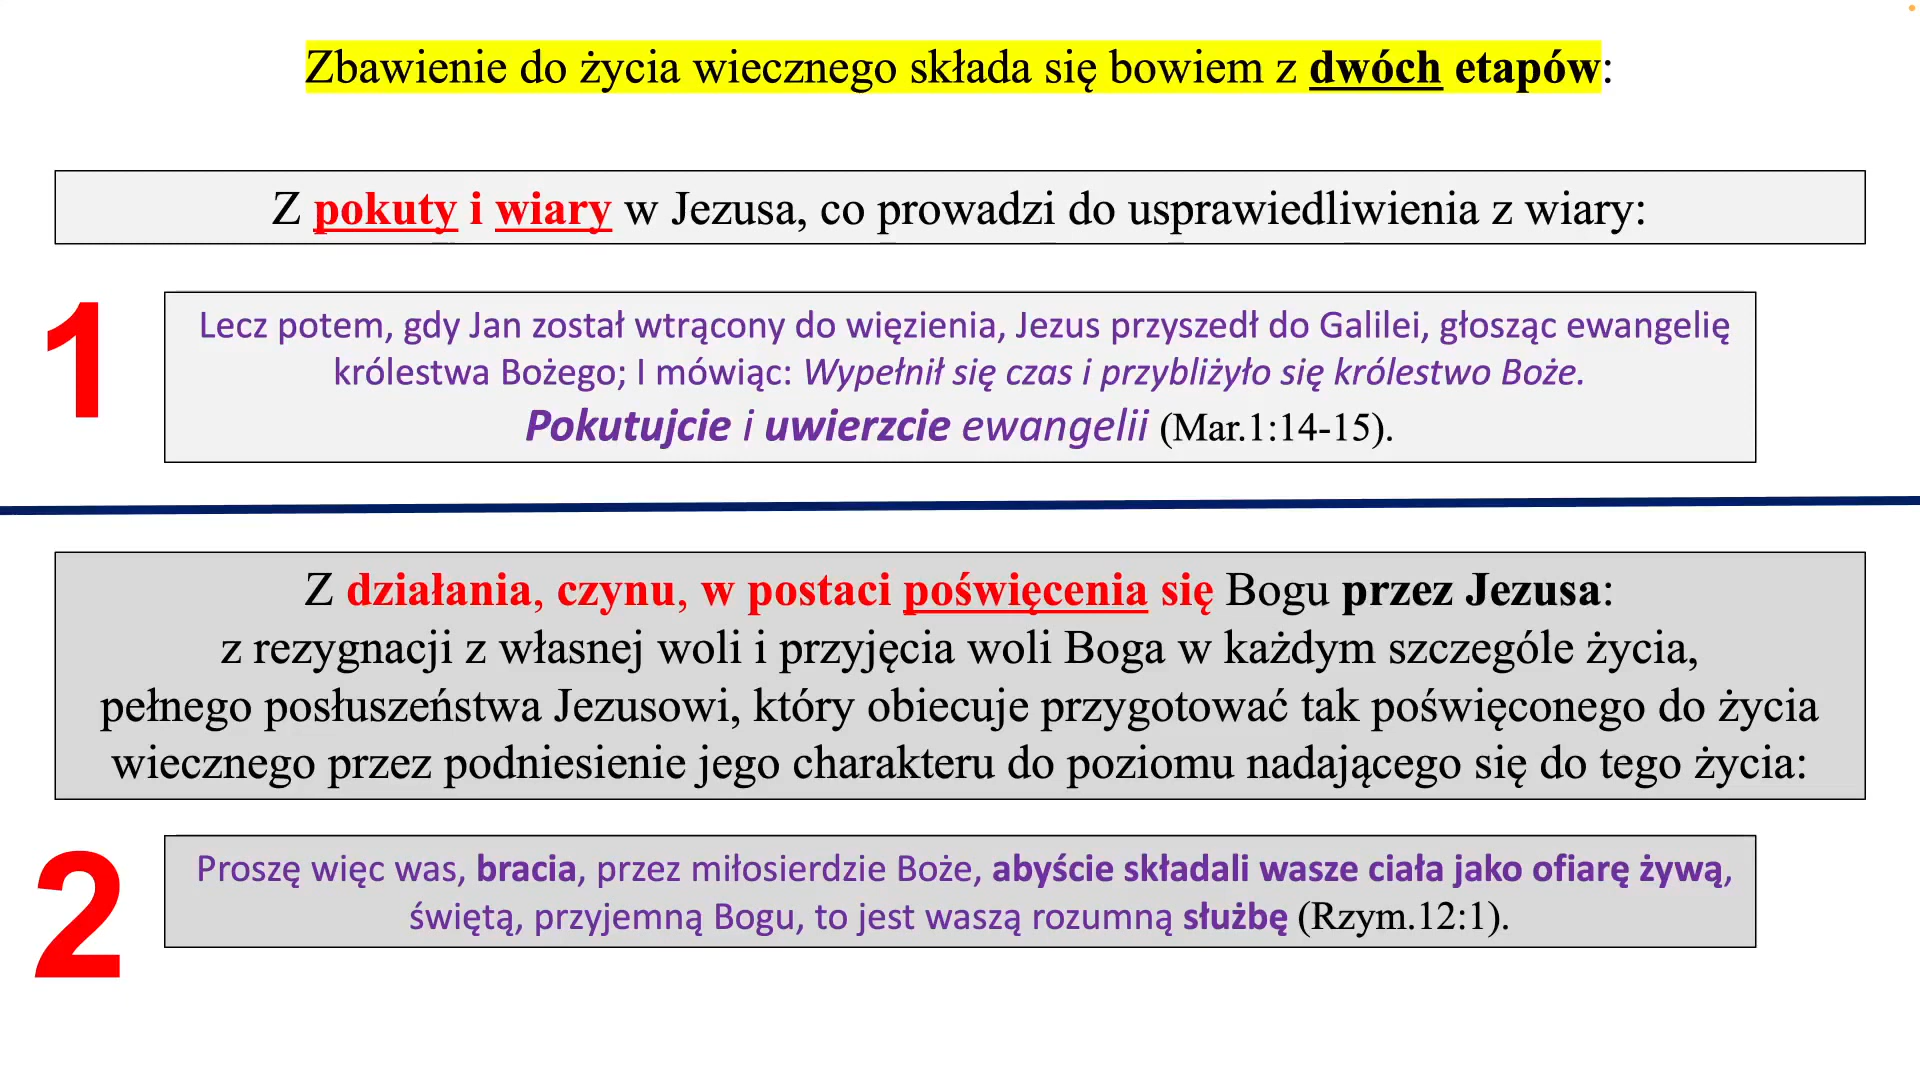 Zbawienie do życia wiecznego składa się bowiem z dwóch etapów:
Z pokuty i wiary w Jezusa, co prowadzi do usprawiedliwienia z wiary:
1
Lecz potem, gdy Jan został wtrącony do więzienia, Jezus przyszedł do Galilei, głosząc ewangelię
królestwa Bożego; I mówiąc: Wypełnił się czas i przybliżyło się królestwo Boże.
Pokutujcie i uwierzcie ewangelii (Mar.1:14-15).
Z działania, czynu, w postaci poświęcenia się Bogu przez Jezusa:
z rezygnacji z własnej woli i przyjęcia woli Boga w każdym szczególe życia,
pełnego posłuszeństwa Jezusowi, który obiecuje przygotować tak poświęconego do życia
wiecznego przez podniesienie jego charakteru do poziomu nadającego się do tego życia:
2
Proszę więc was, bracia, przez miłosierdzie Boże, abyście składali wasze ciała jako ofiarę żywą,
świętą, przyjemną Bogu, to jest waszą rozumną służbę (Rzym.12:1).